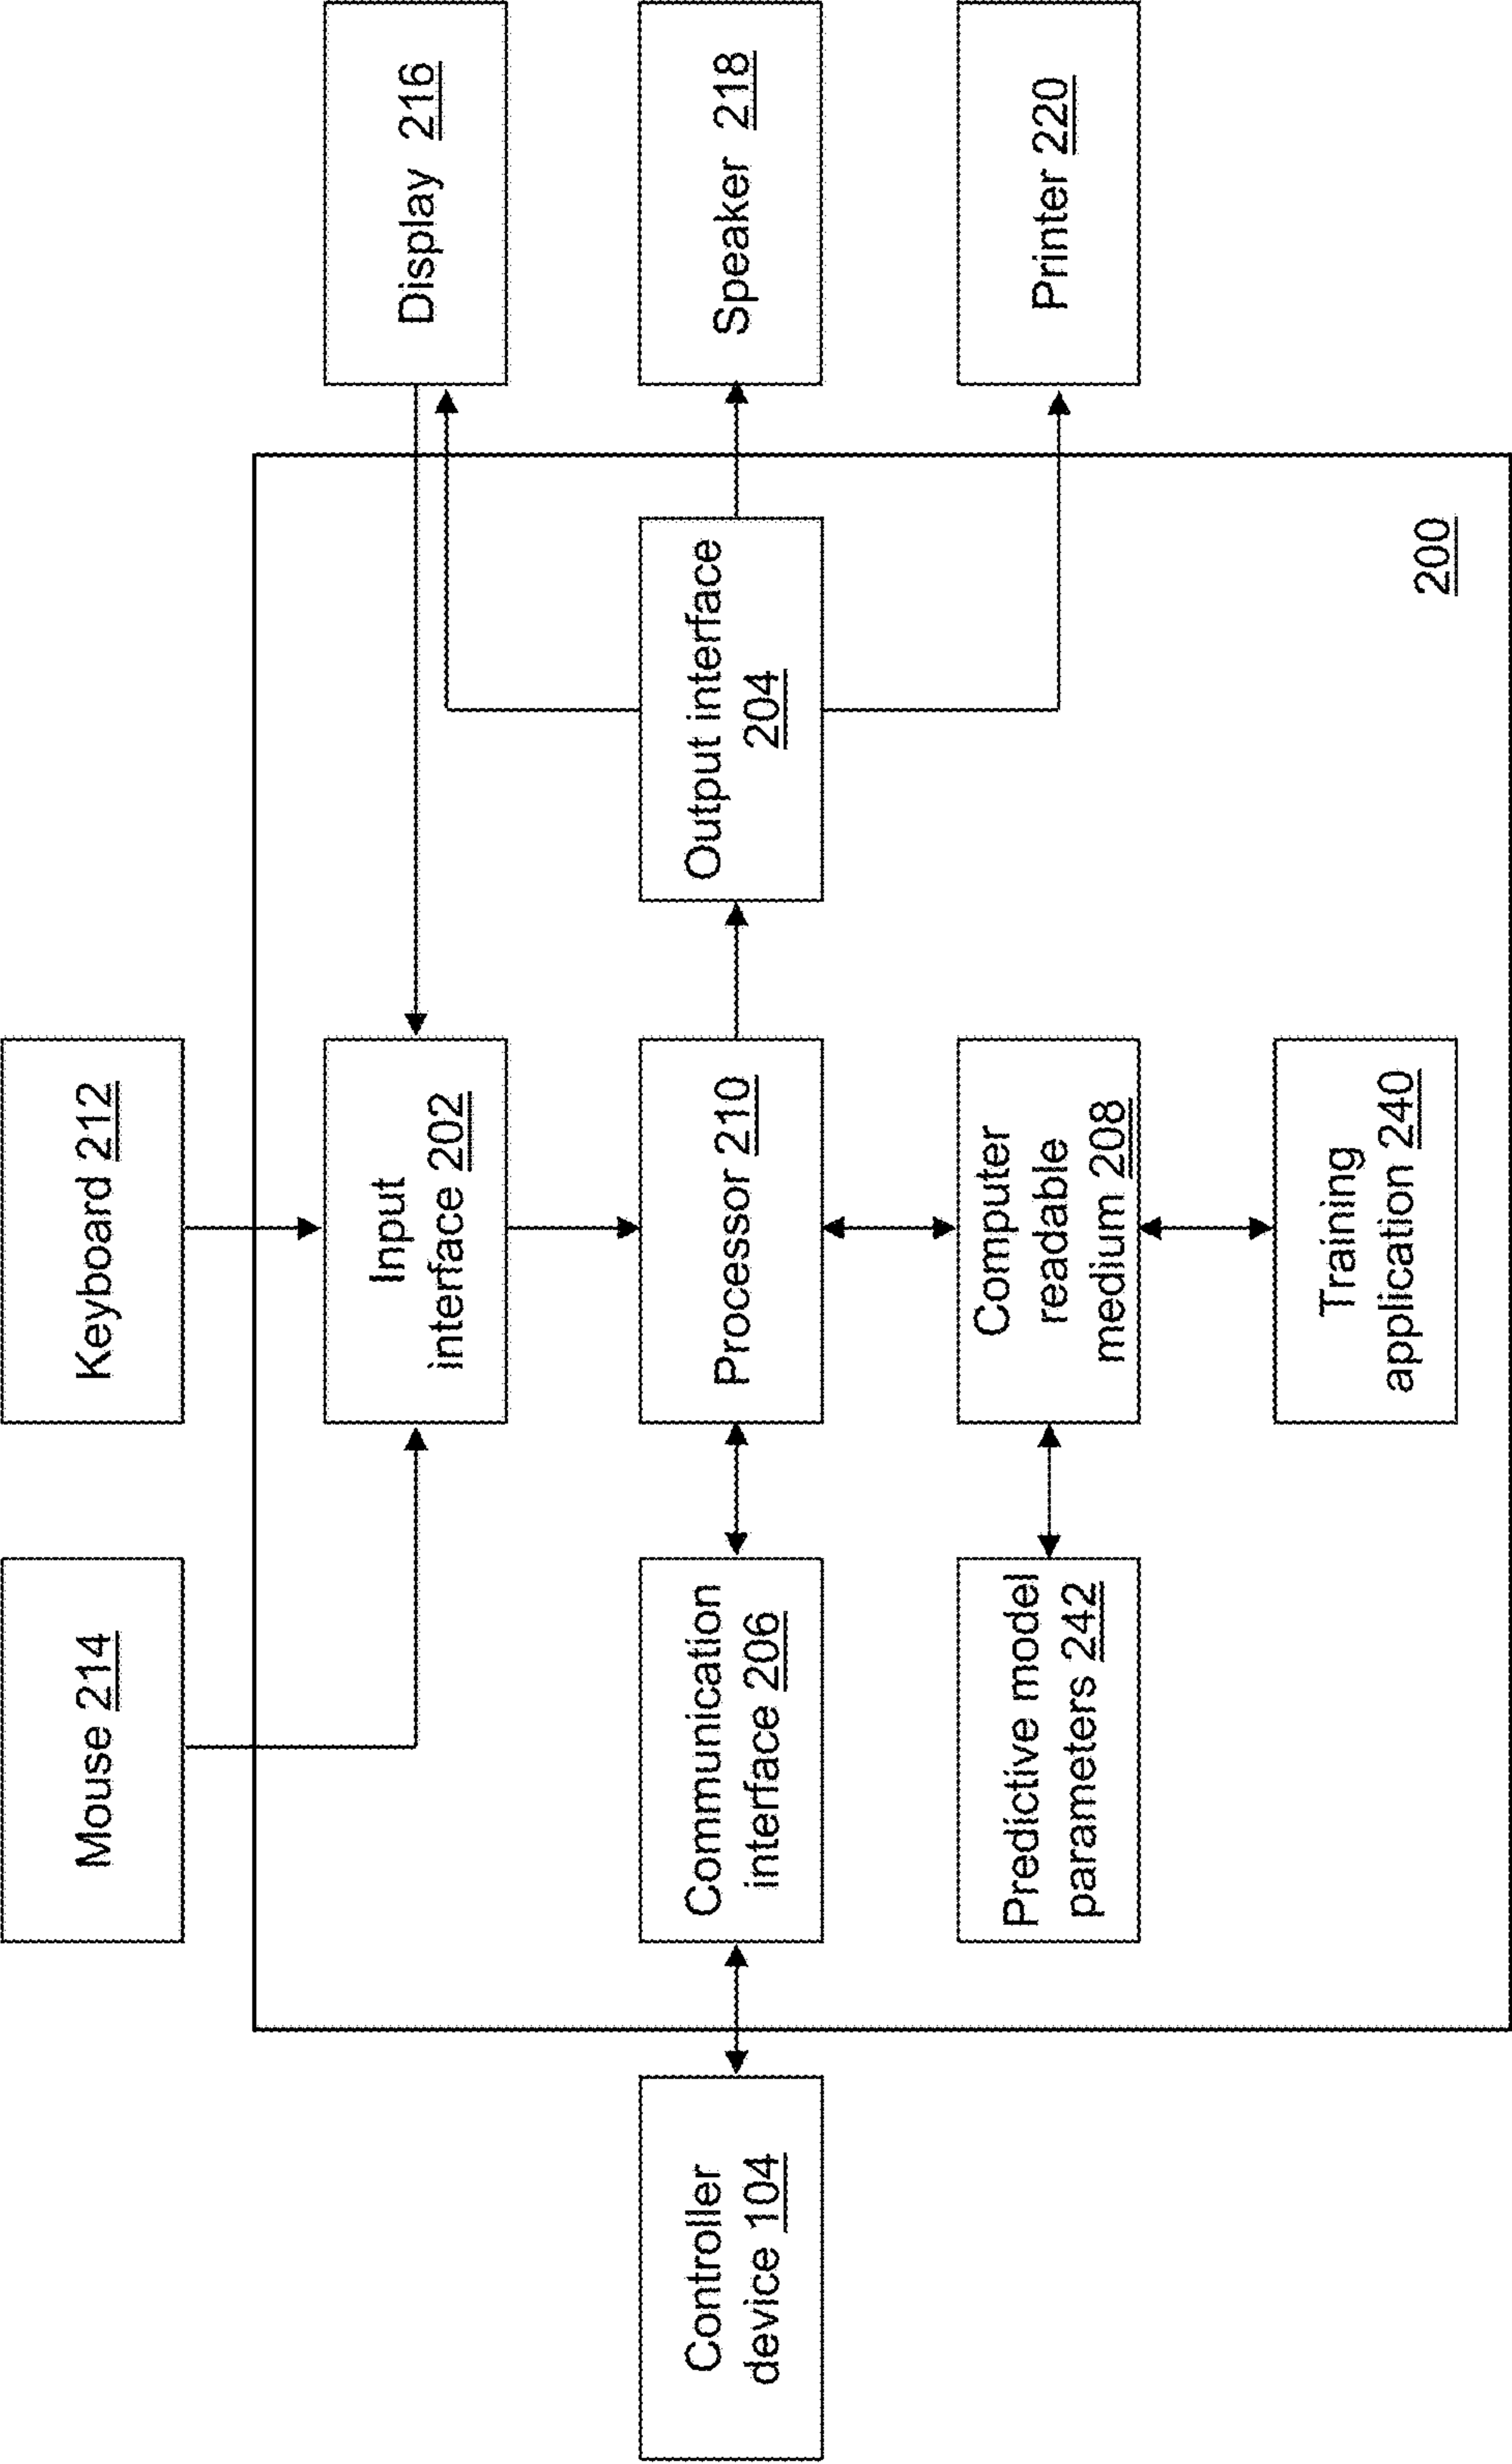 Mouse 214
Keyboard 212
Input
interface 202
Display 216
Controller
device 104
Communication
interface 206
Processor 210
Output interface
204
Speaker 218
Predictive model
parameters 242
Computer
readable
medium 208
Printer 220
Training
application 240
200